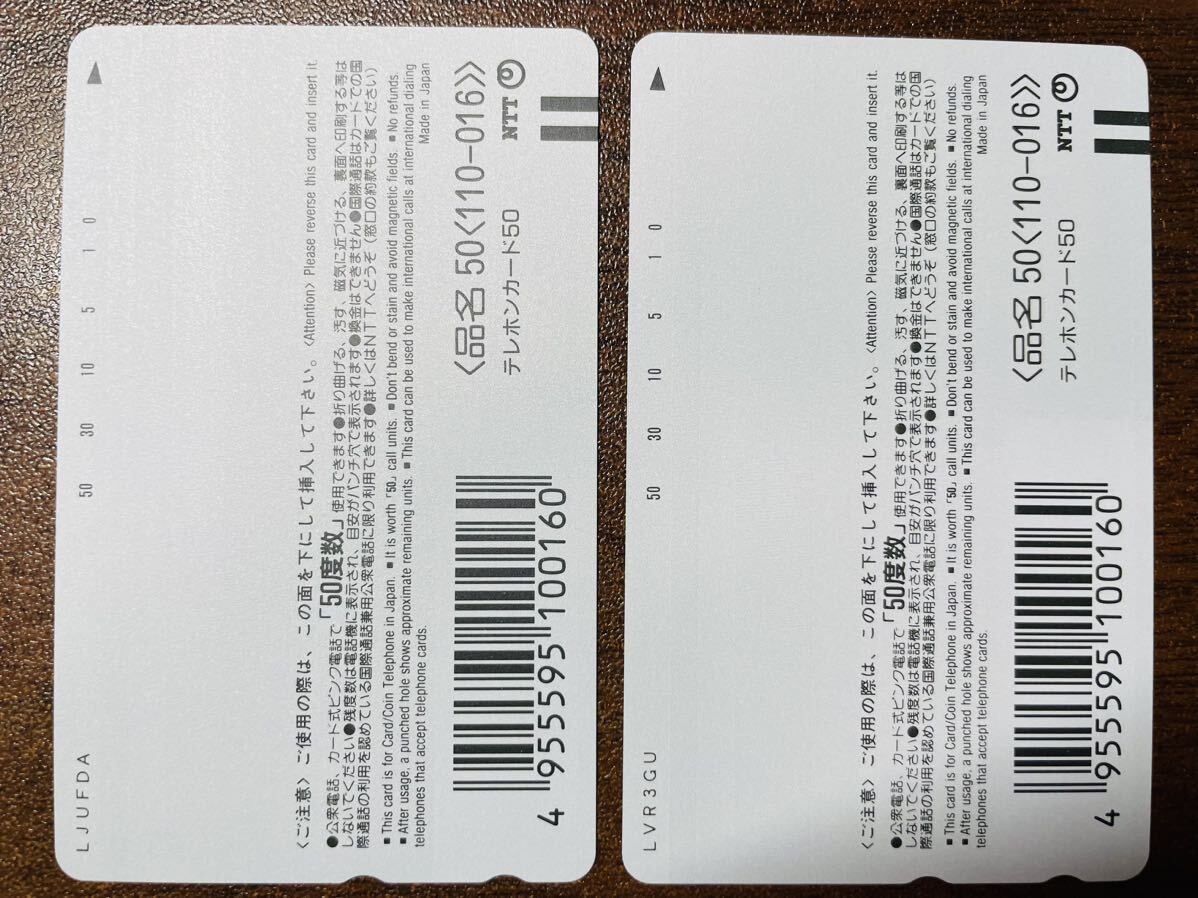 LJUFDA
50 30 10 5 1 0
〈ご注意〉ご使用の際は、この面を下にして挿入して下さい。〈Attention〉Please reverse this card and insert it.
●公衆電話、カード式ピンク電話で「50度数」使用できます●折り曲げる、汚す、磁気に近づける、裏面へ印刷する等は
しないでください●残度数は電話機に表示され、目安がパンチ穴で表示されます●換金はできません●国際通話はカードでの国
際通話の利用を認めている国際通話兼用公衆電話に限り利用できます●詳しくはNTTへどうぞ（窓口の約款もご覧ください）
■ This card is for Card/Coin Telephone in Japan. ■ It is worth「50」call units. ■ Don't bend or stain and avoid magnetic fields. ■ No refunds.
■ After usage, a punched hole shows approximate remaining units. ■ This card can be used to make international calls at international dialing
telephones that accept telephone cards. Made in Japan
〈品名 50〈110-016〉〉
テレホンカード50
NTT
4 955595 100160
LVR3GU
50 30 10 5 1 0
〈ご注意〉ご使用の際は、この面を下にして挿入して下さい。〈Attention〉Please reverse this card and insert it.
●公衆電話、カード式ピンク電話で「50度数」使用できます●折り曲げる、汚す、磁気に近づける、裏面へ印刷する等は
しないでください●残度数は電話機に表示され、目安がパンチ穴で表示されます●換金はできません●国際通話はカードでの国
際通話の利用を認めている国際通話兼用公衆電話に限り利用できます●詳しくはNTTへどうぞ（窓口の約款もご覧ください）
■ This card is for Card/Coin Telephone in Japan. ■ It is worth「50」call units. ■ Don't bend or stain and avoid magnetic fields. ■ No refunds.
■ After usage, a punched hole shows approximate remaining units. ■ This card can be used to make international calls at international dialing
telephones that accept telephone cards. Made in Japan
〈品名 50〈110-016〉〉
テレホンカード50
NTT
4 955595 100160